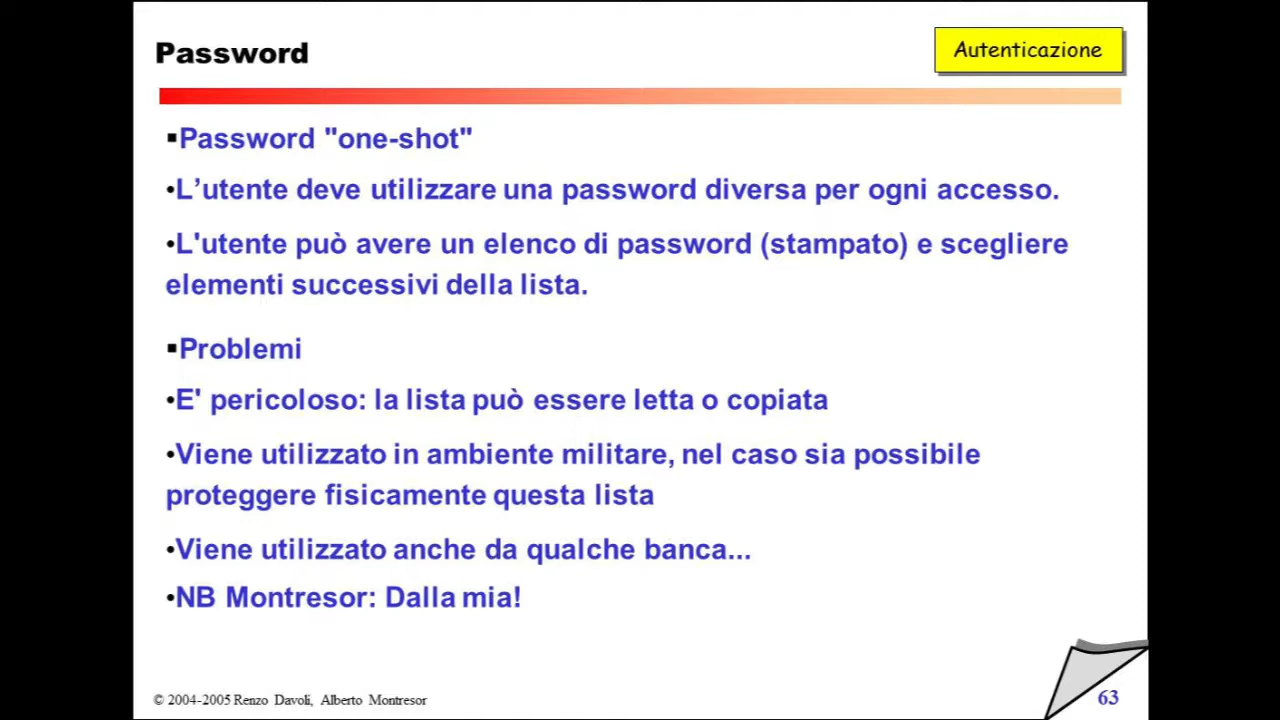 Password
Autenticazione
▪Password "one-shot"
•L’utente deve utilizzare una password diversa per ogni accesso.
•L'utente può avere un elenco di password (stampato) e scegliere
elementi successivi della lista.
▪Problemi
•E' pericoloso: la lista può essere letta o copiata
•Viene utilizzato in ambiente militare, nel caso sia possibile
proteggere fisicamente questa lista
•Viene utilizzato anche da qualche banca...
•NB Montresor: Dalla mia!
© 2004-2005 Renzo Davoli, Alberto Montresor
63